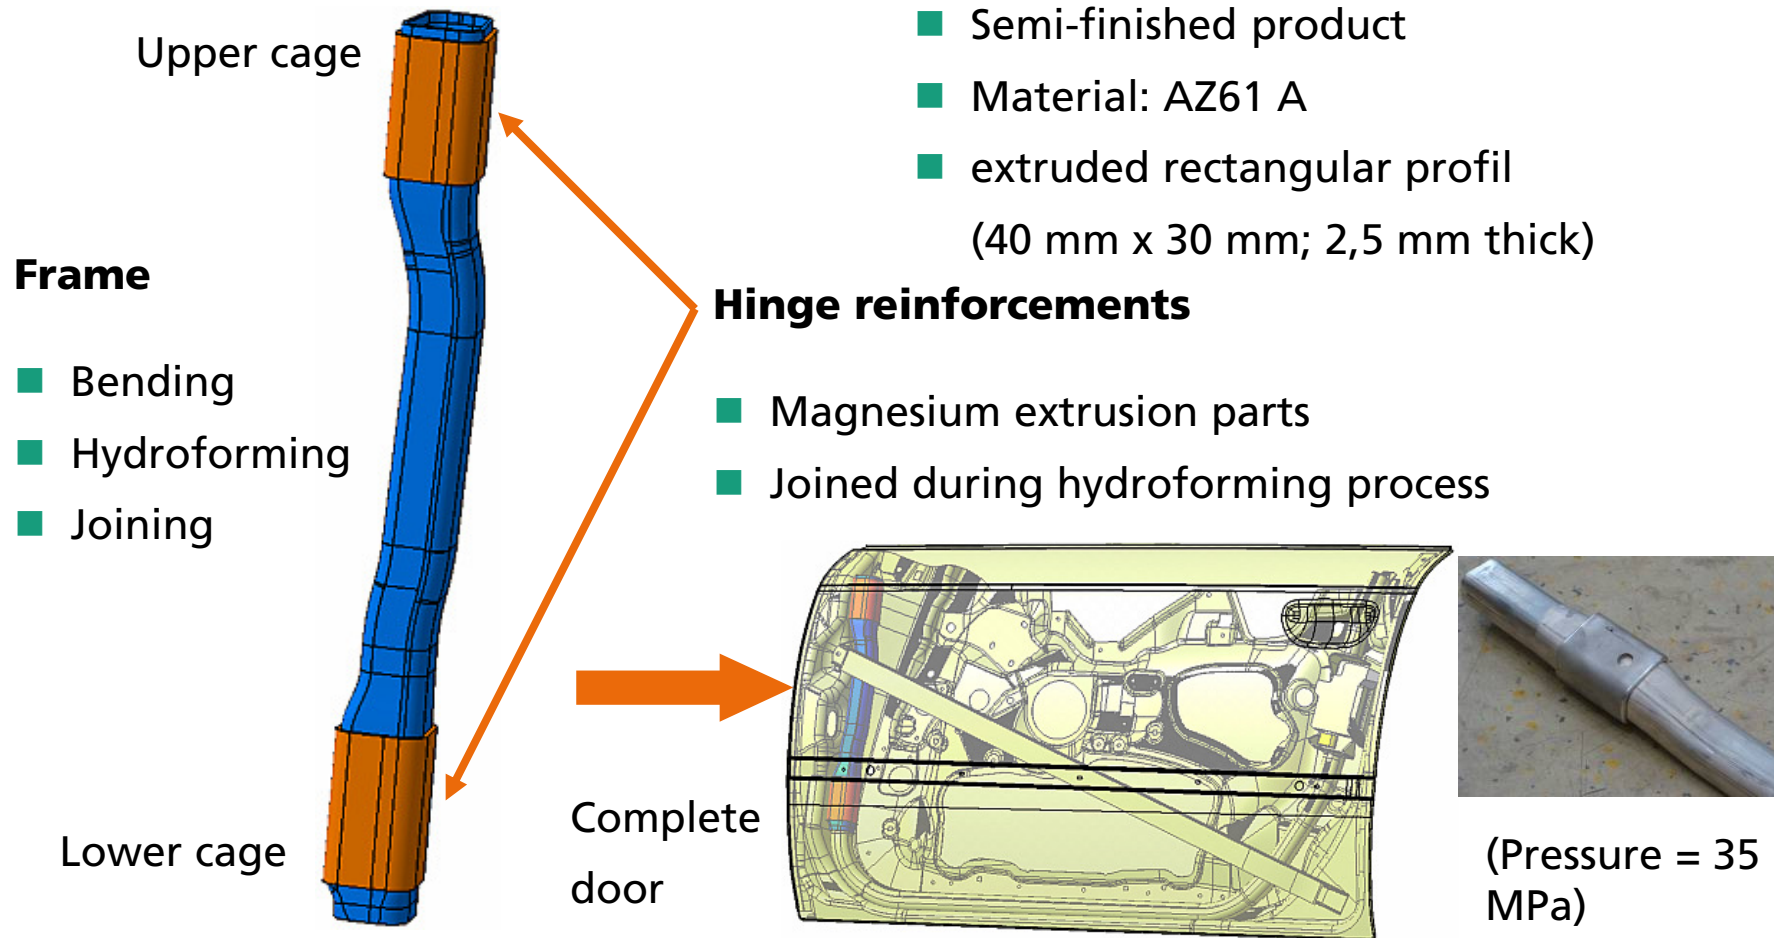 Upper cage
Semi-finished product
Material: AZ61 A
extruded rectangular profil
(40 mm x 30 mm; 2,5 mm thick)
Frame
Bending
Hydroforming
Joining
Hinge reinforcements
Magnesium extrusion parts
Joined during hydroforming process
Lower cage
Complete
door
(Pressure = 35
MPa)